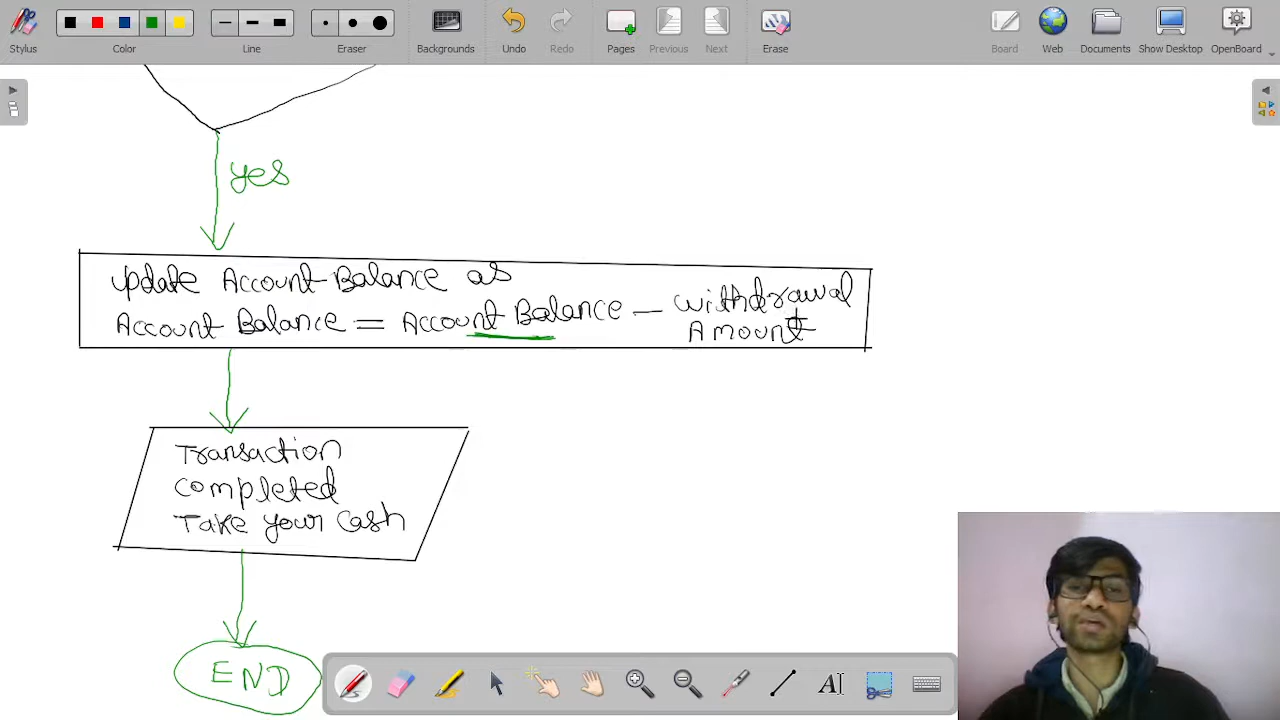 Stylus
Color
Line
Eraser
Backgrounds
Undo
Redo
Pages
Previous
Next
Erase
Board
Web
Documents
Show Desktop
OpenBoard
yes
update Account Balance as
Account Balance = Account Balance - withdrawal
Amount
Transaction
completed
Take your cash
END